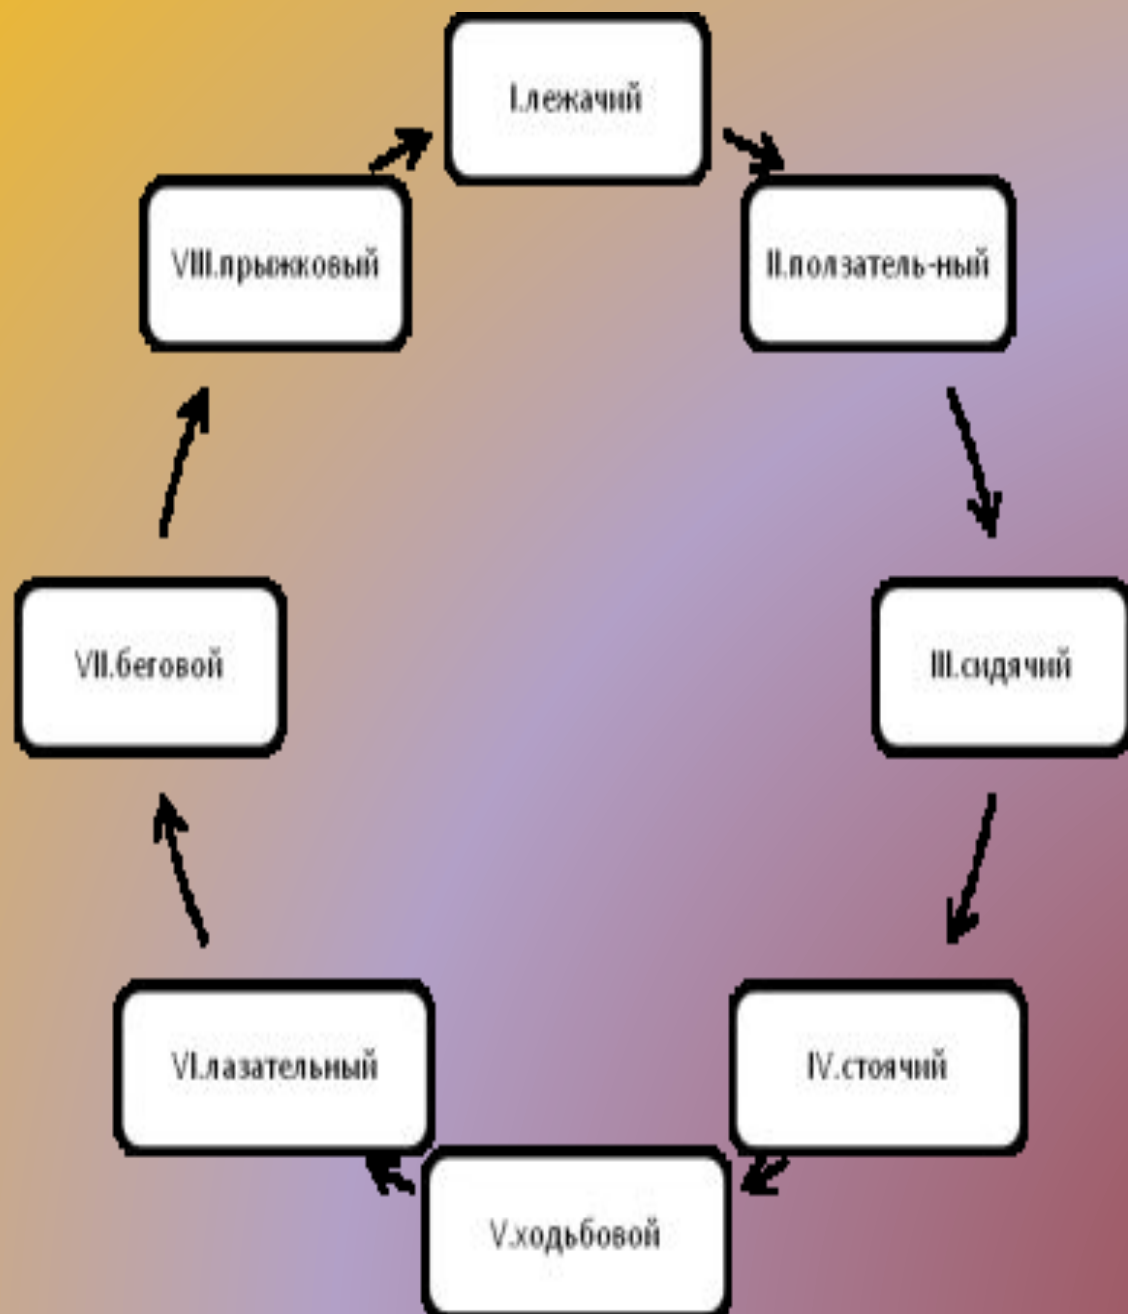 I.лежачий
II.ползатель-ный
III.сидячий
IV.стоячий
V.ходьбовой
VI.лазательный
VII.беговой
VIII.прыжковый